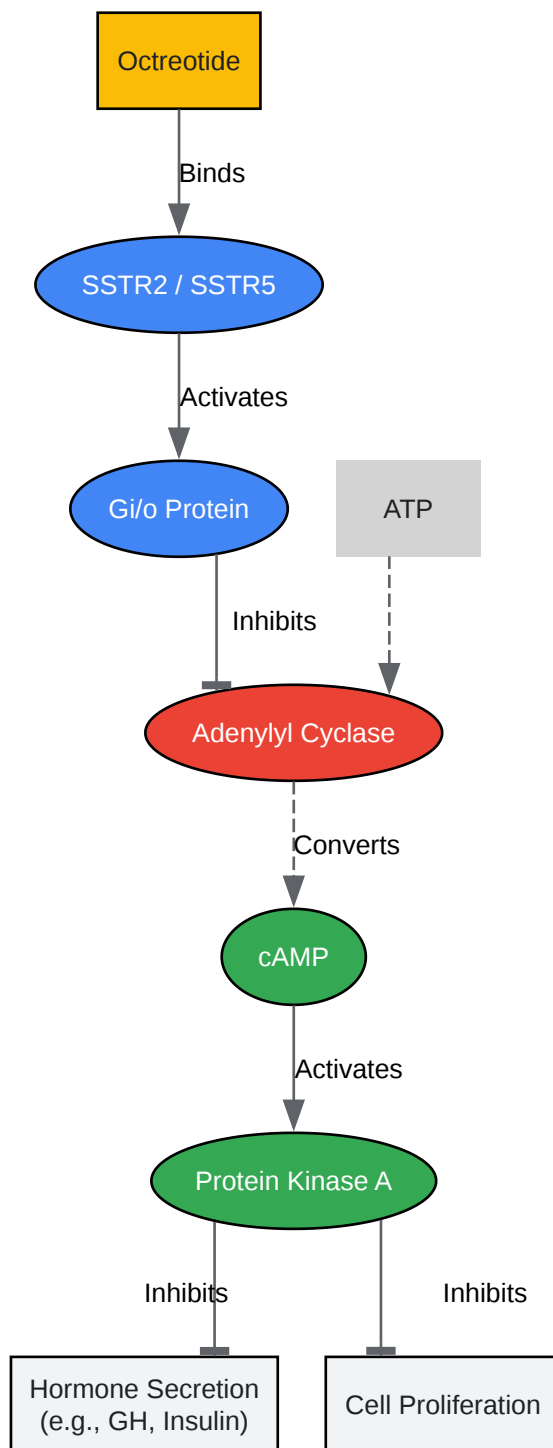 Octreotide
Binds
SSTR2 / SSTR5
Activates
Gi/o Protein
ATP
Inhibits
Adenylyl Cyclase
Converts
cAMP
Activates
Protein Kinase A
Inhibits
Inhibits
Hormone Secretion
(e.g., GH, Insulin)
Cell Proliferation